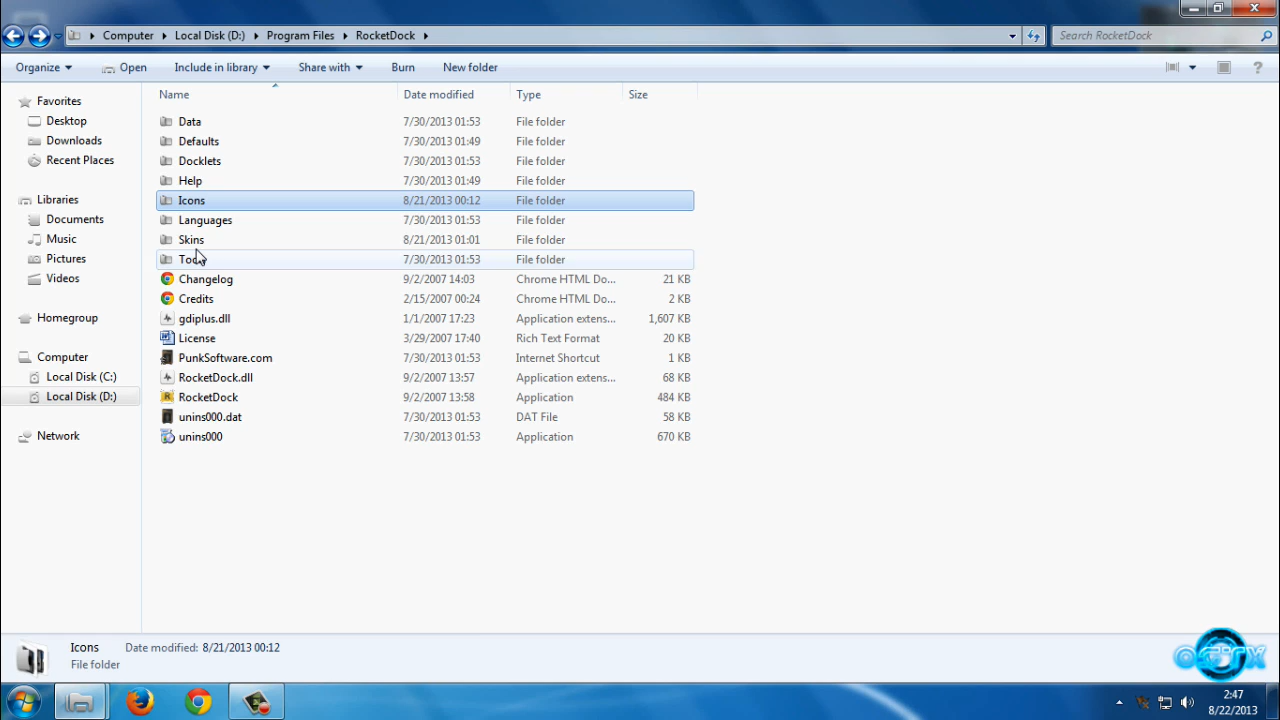 Computer Local Disk (D:) Program Files RocketDock
Search RocketDock
Organize Open Include in library Share with Burn New folder
Name Date modified Type Size
Favorites
Desktop
Downloads
Recent Places
Libraries
Documents
Music
Pictures
Videos
Homegroup
Computer
Local Disk (C:)
Local Disk (D:)
Network
Data 7/30/2013 01:53 File folder
Defaults 7/30/2013 01:49 File folder
Docklets 7/30/2013 01:53 File folder
Help 7/30/2013 01:49 File folder
Icons 8/21/2013 00:12 File folder
Languages 7/30/2013 01:53 File folder
Skins 8/21/2013 01:01 File folder
7/30/2013 01:53 File folder
Changelog 9/2/2007 14:03 Chrome HTML Do... 21 KB
Credits 2/15/2007 00:24 Chrome HTML Do... 2 KB
gdiplus.dll 1/1/2007 17:23 Application extens... 1,607 KB
License 3/29/2007 17:40 Rich Text Format 20 KB
PunkSoftware.com 7/30/2013 01:53 Internet Shortcut 1 KB
RocketDock.dll 9/2/2007 13:57 Application extens... 68 KB
RocketDock 9/2/2007 13:58 Application 484 KB
unins000.dat 7/30/2013 01:53 DAT File 58 KB
unins000 7/30/2013 01:53 Application 670 KB
Icons Date modified: 8/21/2013 00:12
File folder
2:47
8/22/2013